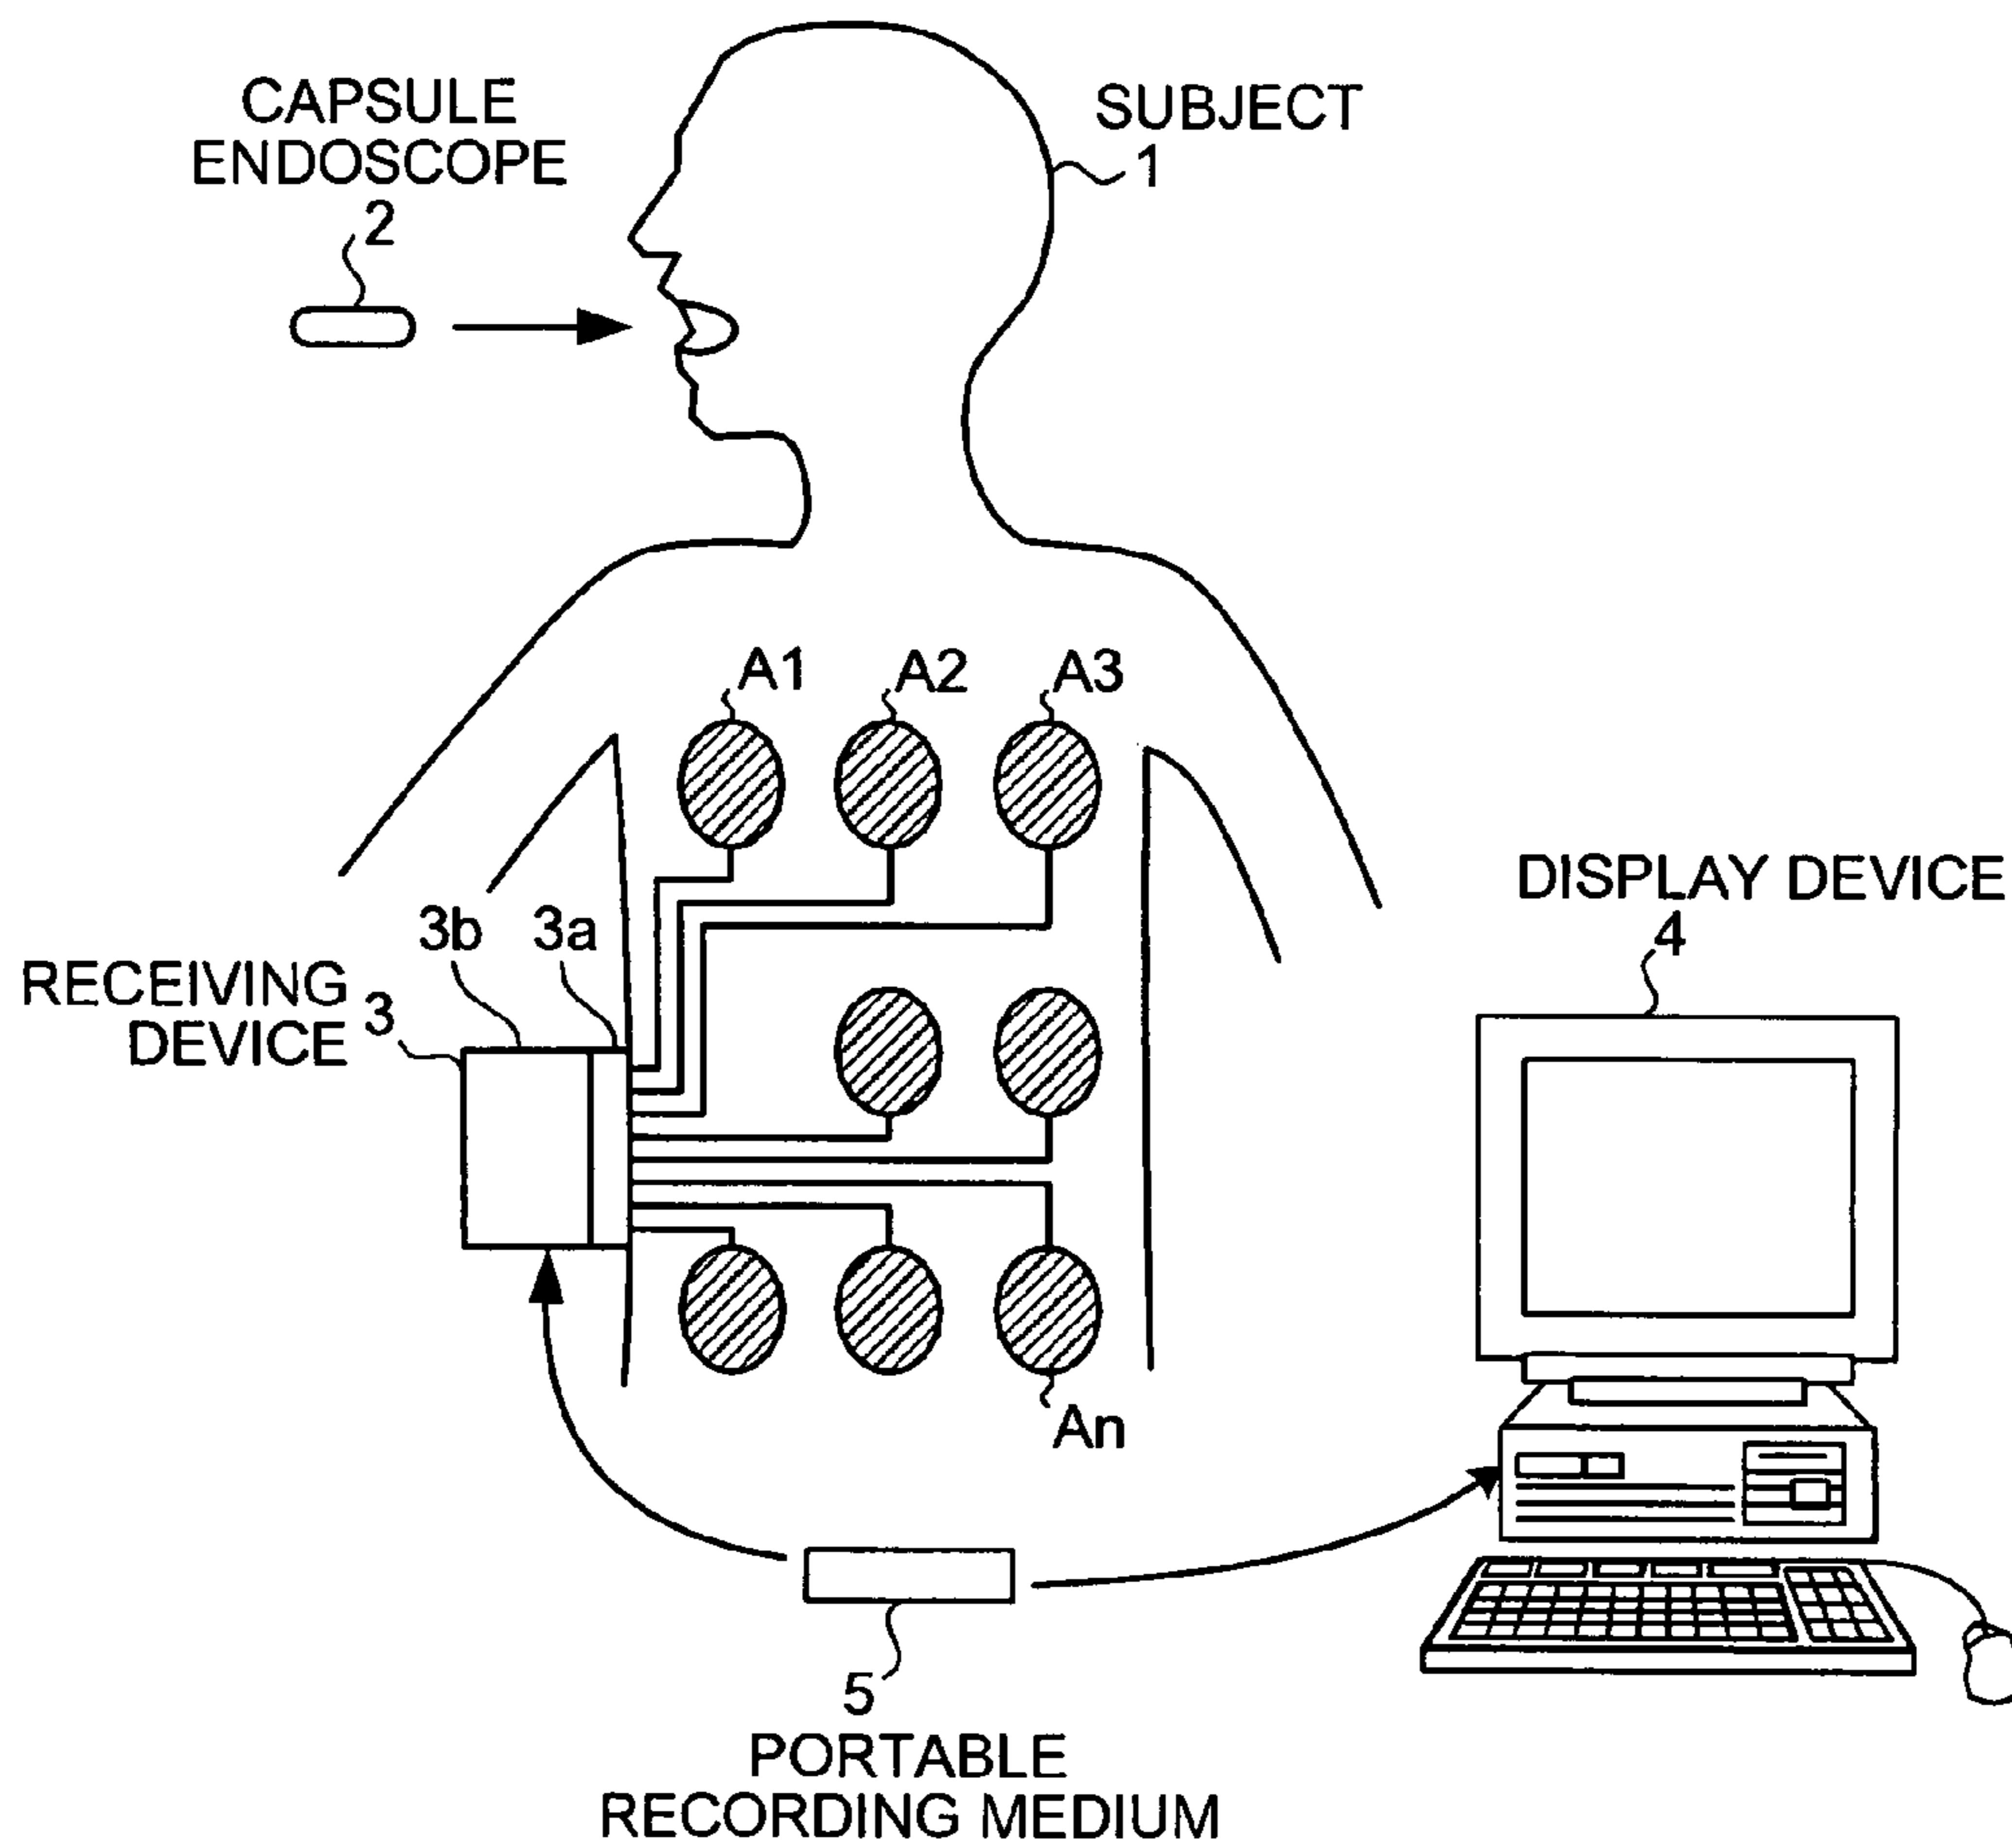 CAPSULE
ENDOSCOPE
2
SUBJECT
1
A1
A2
A3
3b
3a
RECEIVING
DEVICE
3
DISPLAY DEVICE
4
An
5
PORTABLE
RECORDING MEDIUM